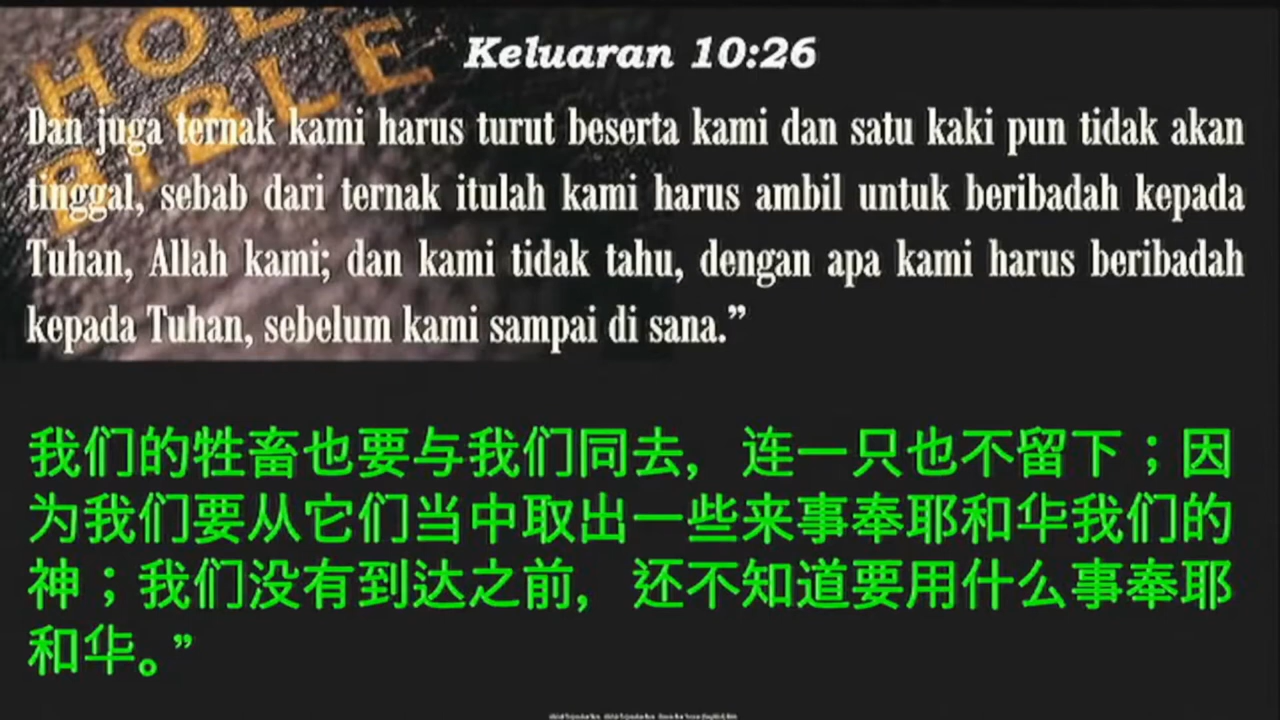 HOLY
BIBLE
Keluaran 10:26
Dan juga ternak kami harus turut beserta kami dan satu kaki pun tidak akan
tinggal, sebab dari ternak itulah kami harus ambil untuk beribadah kepada
Tuhan, Allah kami; dan kami tidak tahu, dengan apa kami harus beribadah
kepada Tuhan, sebelum kami sampai di sana.”
我们的牲畜也要与我们同去，连一只也不留下；因
为我们要从它们当中取出一些来事奉耶和华我们的
神；我们没有到达之前，还不知道要用什么事奉耶
和华。”